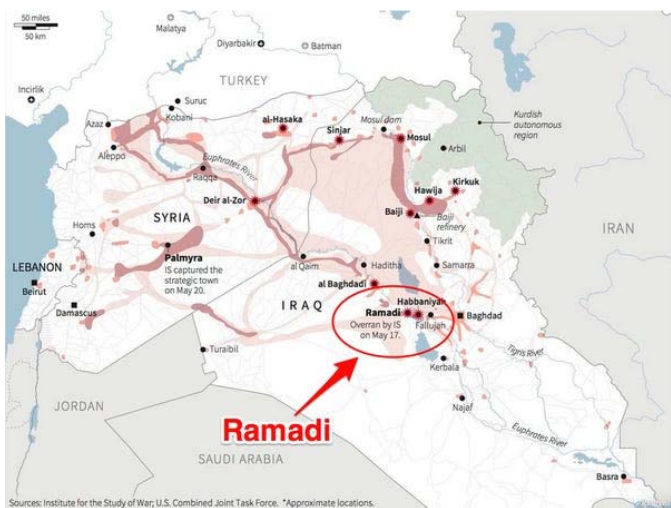 50 miles
50 km
Malatya
Diyarbakir
Batman
Incirlik
TURKEY
Suruc
Kobani
Azaz
Aleppo
al-Hasaka
Sinjar
Mosul dam
Mosul
Kurdish
autonomous
region
Arbil
Euphrates River
Raqqa
Deir al-Zor
Hawija
Kirkuk
Baiji
Baiji
refinery
Tikrit
IRAN
SYRIA
Homs
Palmyra
IS captured the
strategic town
on May 20.
LEBANON
Beirut
Damascus
al Qaim
Haditha
Samarra
al Baghdadi
IRAQ
Habbaniyah
Ramadi
Overran by IS
on May 17.
Fallujah
Baghdad
Turaibil
Tigris River
Kerbala
Najaf
JORDAN
Ramadi
SAUDI ARABIA
Euphrates River
Basra
Sources: Institute for the Study of War; U.S. Combined Joint Task Force. *Approximate locations.